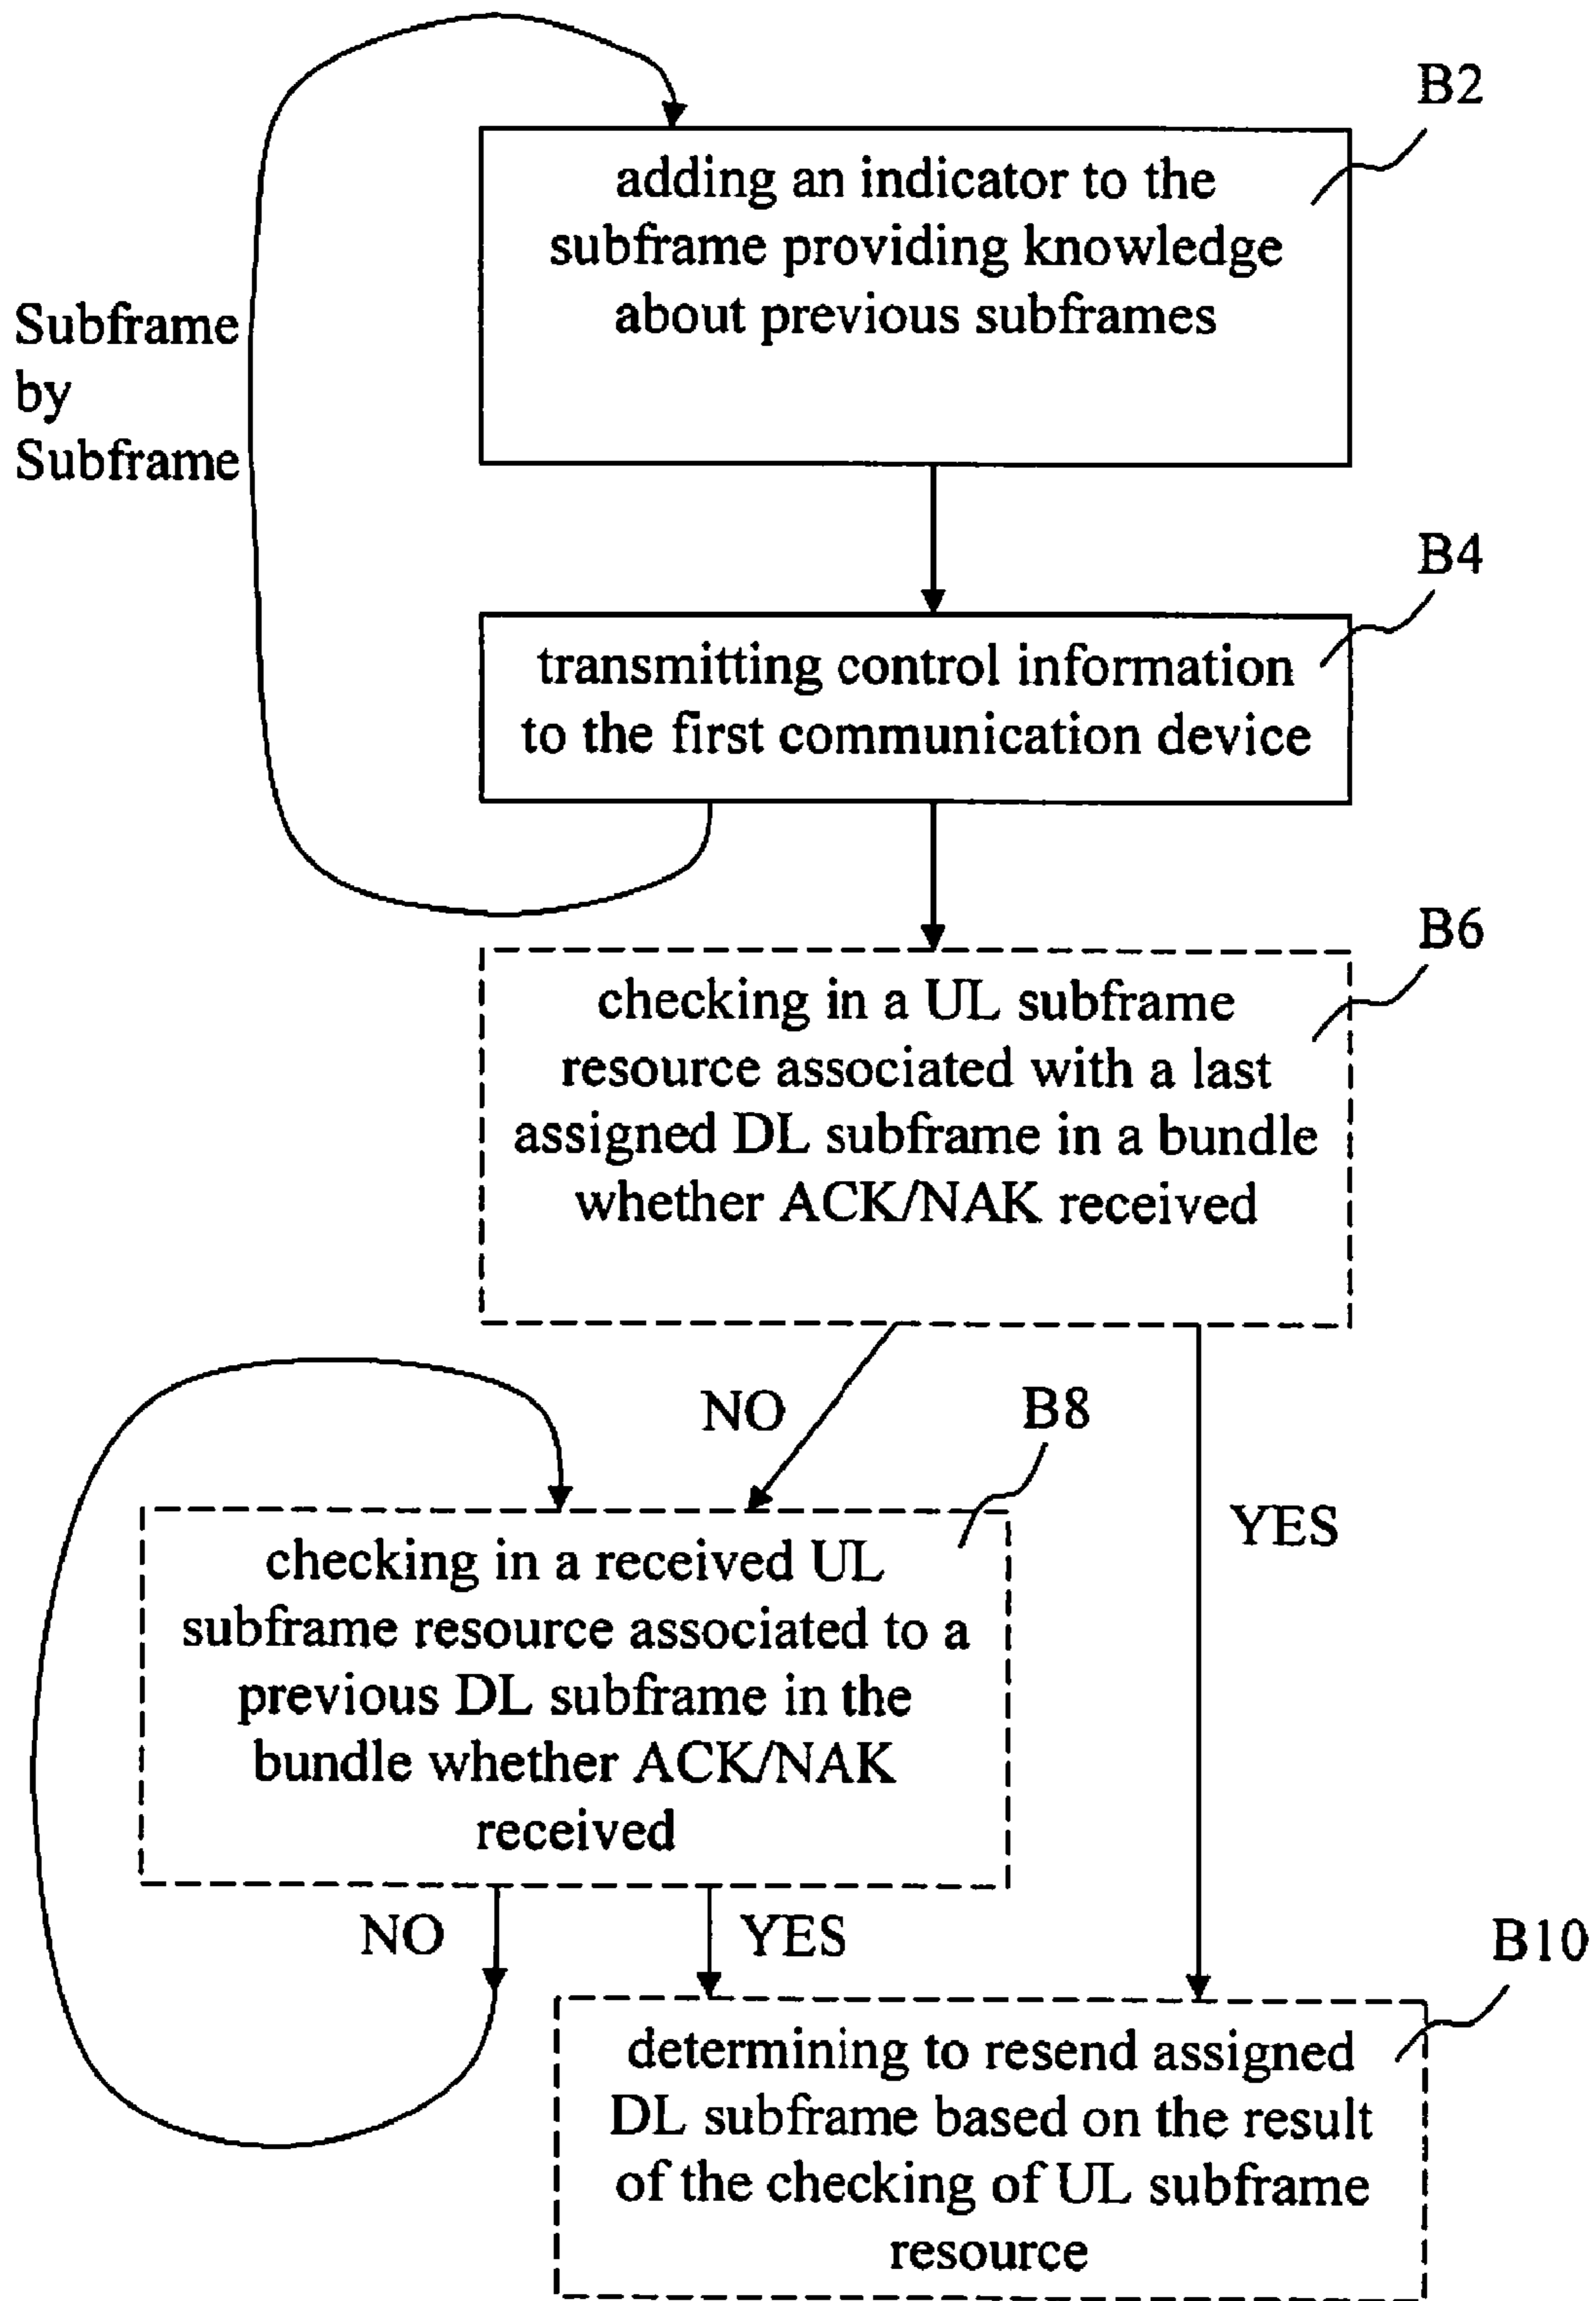 B2
adding an indicator to the
subframe providing knowledge
about previous subframes
Subframe
by
Subframe
B4
transmitting control information
to the first communication device
B6
checking in a UL subframe
resource associated with a last
assigned DL subframe in a bundle
whether ACK/NAK received
NO
B8
YES
checking in a received UL
subframe resource associated to a
previous DL subframe in the
bundle whether ACK/NAK
received
NO
YES
B10
determining to resend assigned
DL subframe based on the result
of the checking of UL subframe
resource